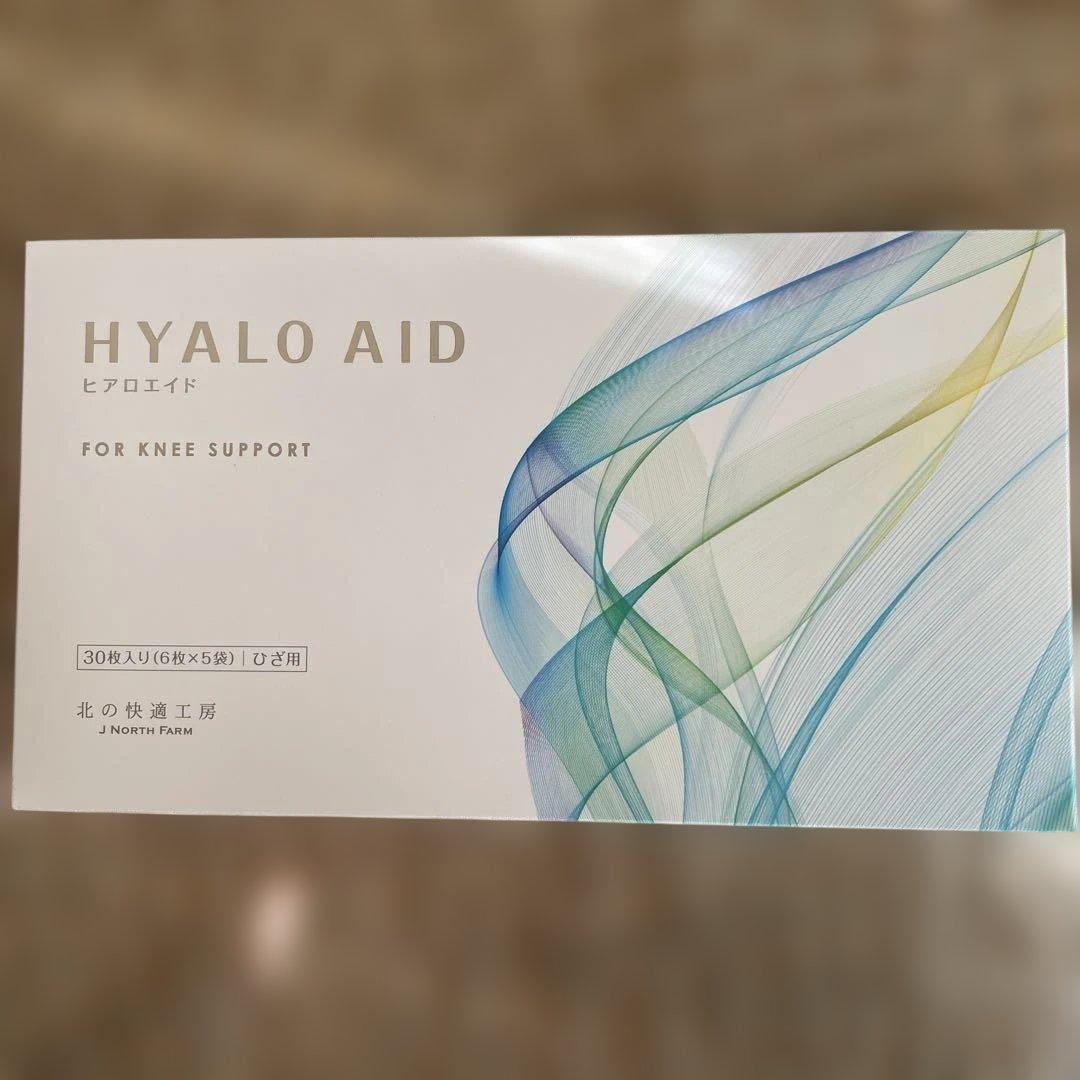 HYALO AID
ヒアロエイド
FOR KNEE SUPPORT
30枚入り(6枚×5袋)|ひざ用
北の快適工房
J NORTH FARM